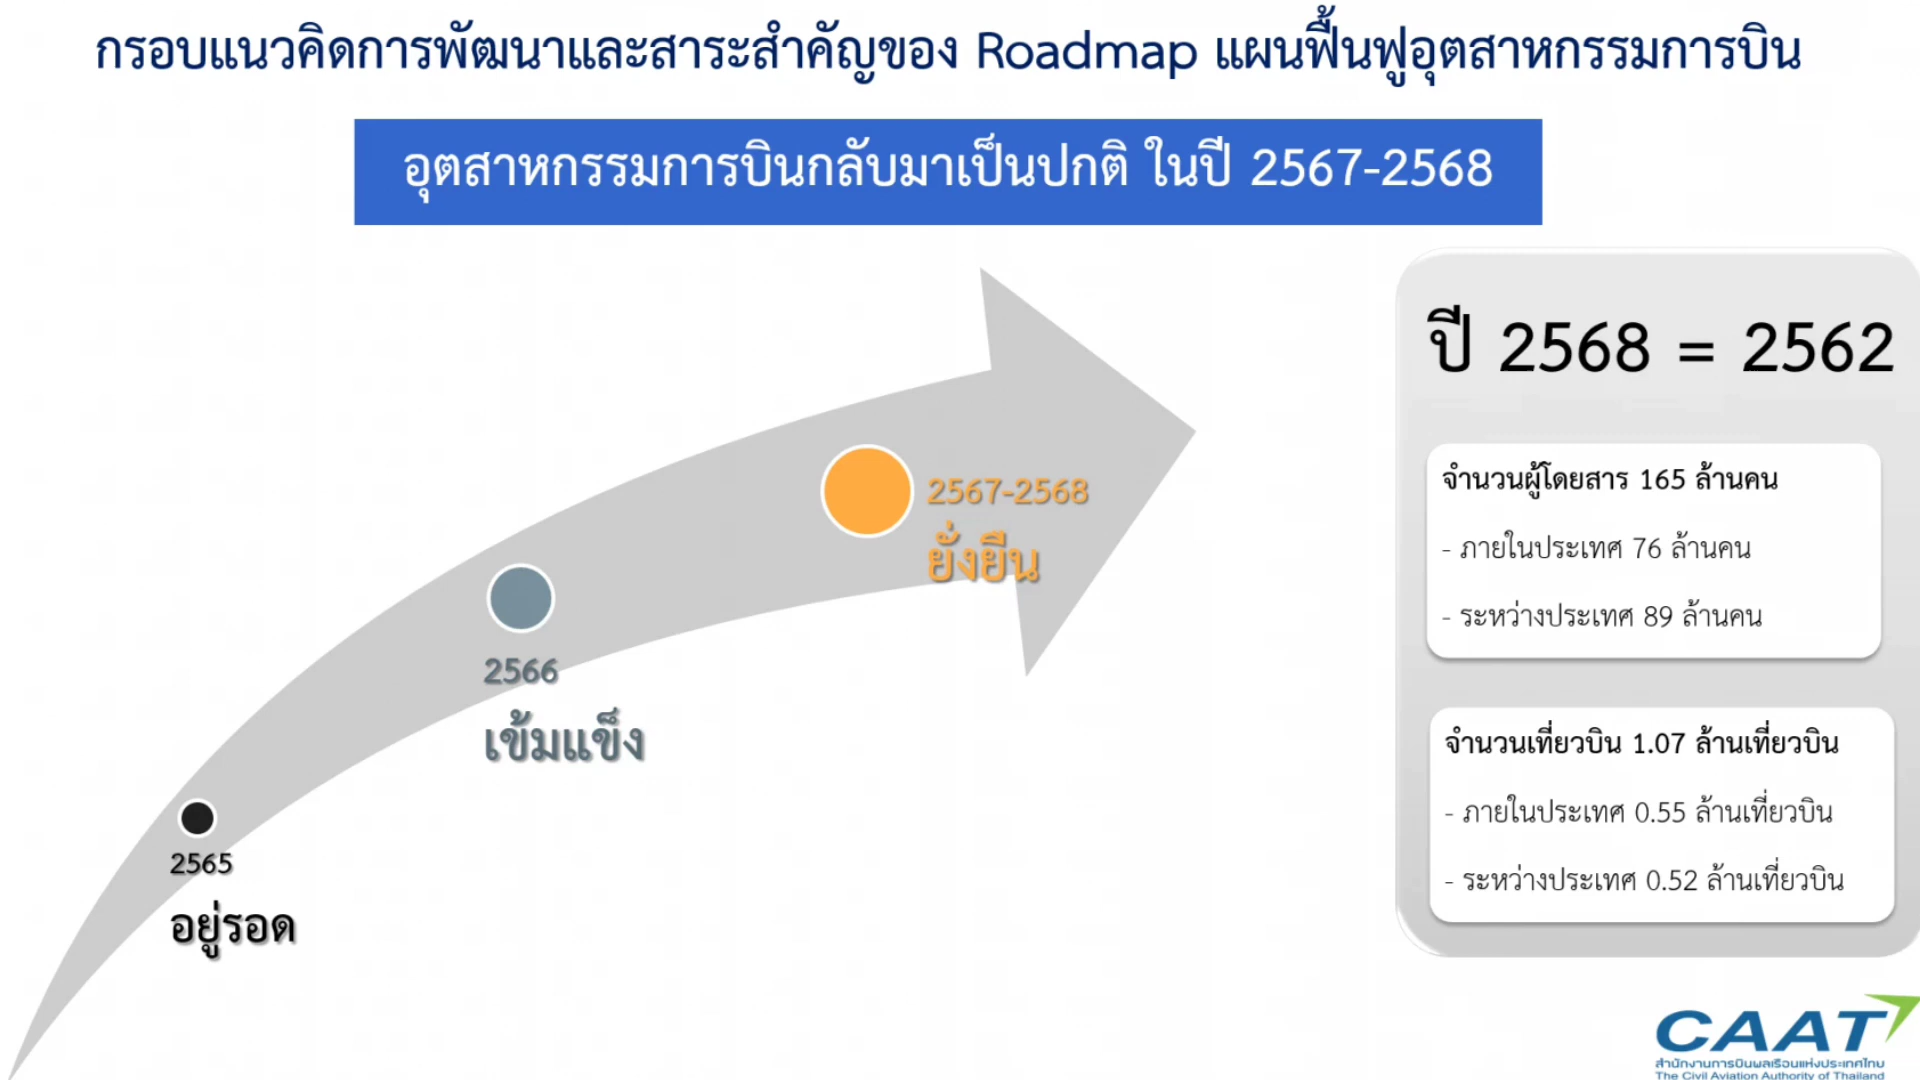 กรอบแนวคิดการพัฒนาและสาระสำคัญของ Roadmap แผนฟื้นฟูอุตสาหกรรมการบิน
อุตสาหกรรมการบินกลับมาเป็นปกติ ในปี 2567-2568
2565
อยู่รอด
2566
เข้มแข็ง
2567-2568
ยั่งยืน
ปี 2568 = 2562
จำนวนผู้โดยสาร 165 ล้านคน
- ภายในประเทศ 76 ล้านคน
- ระหว่างประเทศ 89 ล้านคน
จำนวนเที่ยวบิน 1.07 ล้านเที่ยวบิน
- ภายในประเทศ 0.55 ล้านเที่ยวบิน
- ระหว่างประเทศ 0.52 ล้านเที่ยวบิน
CAAT
สำนักงานการบินพลเรือนแห่งประเทศไทย
The Civil Aviation Authority of Thailand